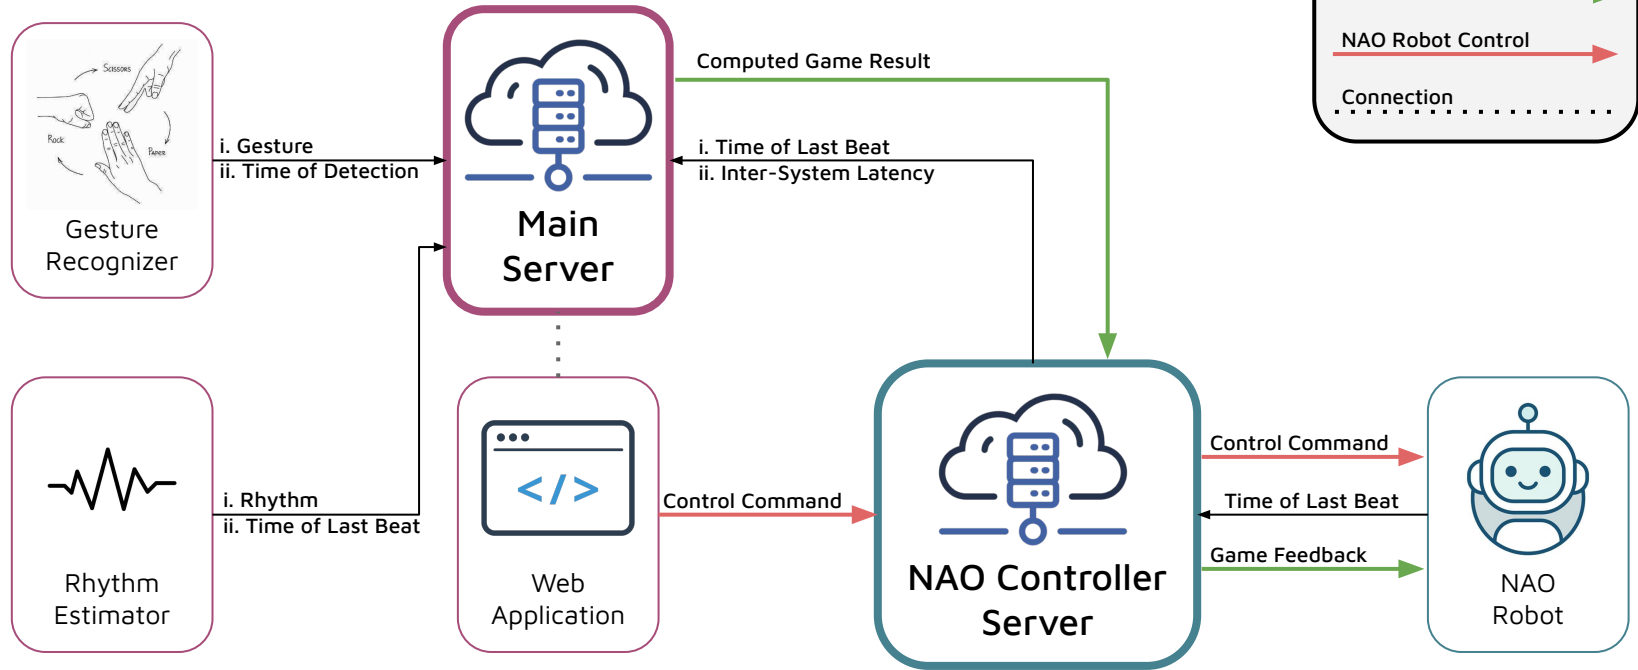 NAO Robot Control
Connection
Computed Game Result
SCISSORS
ROCK
PAPER
i. Gesture
ii. Time of Detection
i. Time of Last Beat
ii. Inter-System Latency
Gesture
Recognizer
Main
Server
Control Command
Time of Last Beat
Game Feedback
i. Rhythm
ii. Time of Last Beat
</>
Control Command
Rhythm
Estimator
Web
Application
NAO Controller
Server
NAO
Robot